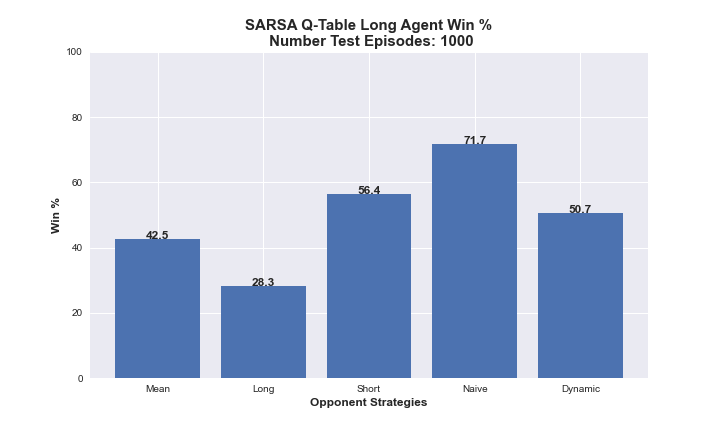 SARSA Q-Table Long Agent Win %
Number Test Episodes: 1000
100
80
60
40
20
0
Win %
42.5
28.3
56.4
71.7
50.7
Mean
Long
Short
Naive
Dynamic
Opponent Strategies